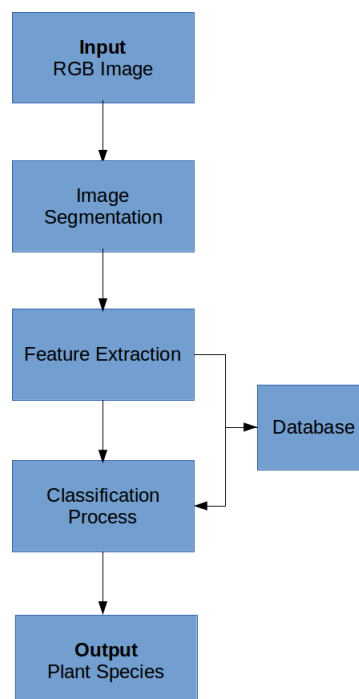 Input
RGB Image
Image
Segmentation
Feature Extraction
Database
Classification
Process
Output
Plant Species